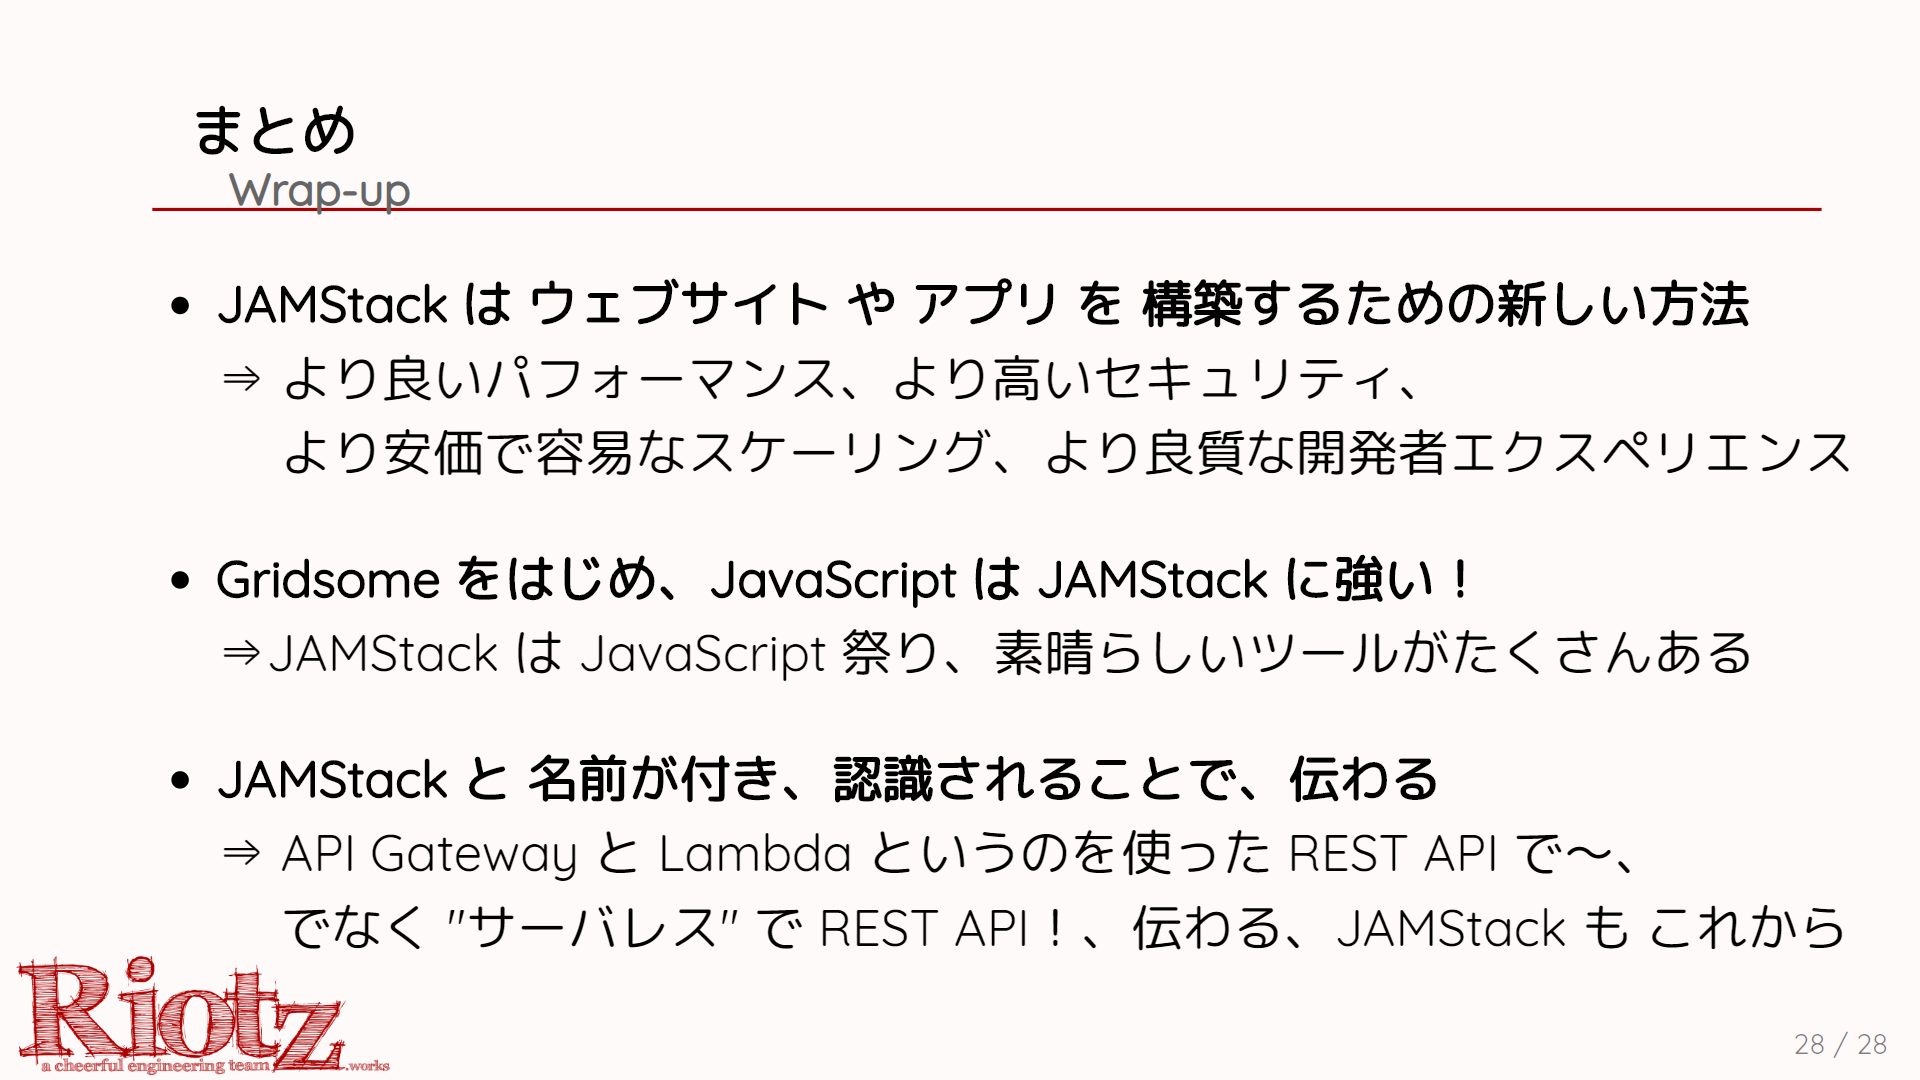 まとめ
Wrap-up
• JAMStack は ウェブサイト や アプリ を 構築するための新しい方法
⇒ より良いパフォーマンス、より高いセキュリティ、
より安価で容易なスケーリング、より良質な開発者エクスペリエンス
• Gridsome をはじめ、JavaScript は JAMStack に強い！
⇒JAMStack は JavaScript 祭り、素晴らしいツールがたくさんある
• JAMStack と 名前が付き、認識されることで、伝わる
⇒ API Gateway と Lambda というのを使った REST API で～、
でなく "サーバレス" で REST API！、伝わる、JAMStack も これから
Riotz
a cheerful engineering team .works
28 / 28